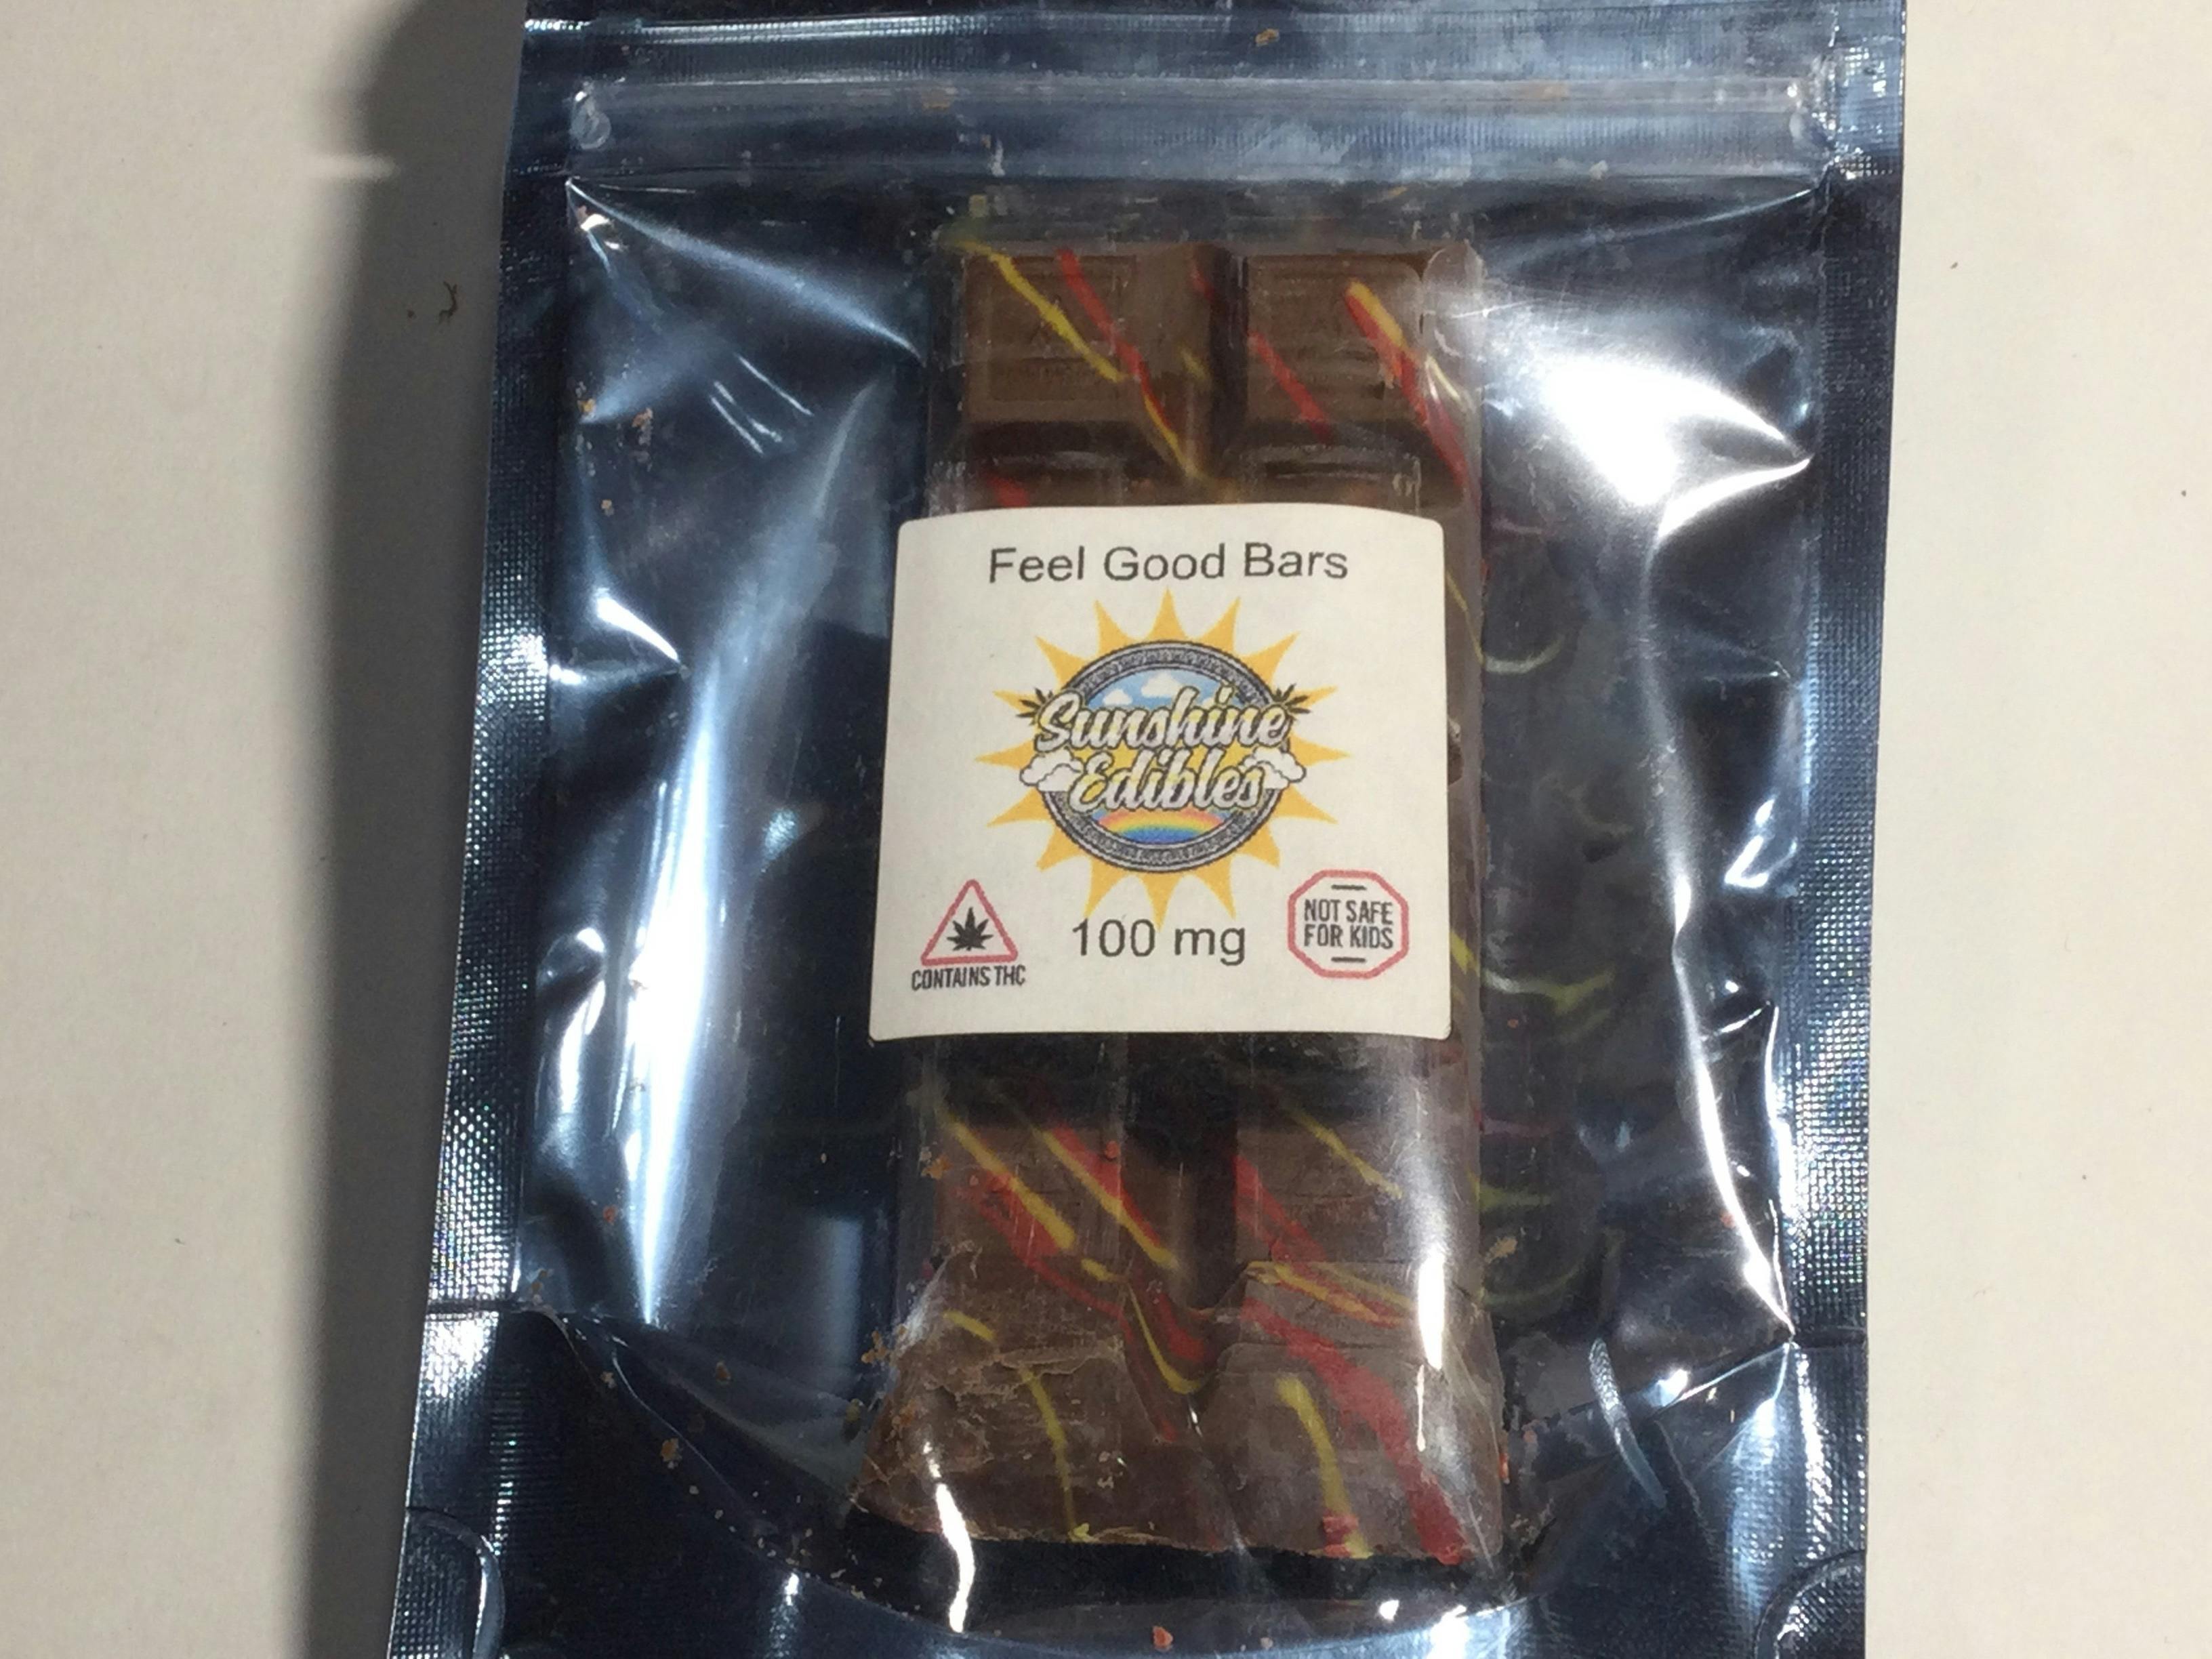 Feel Good Bars
Sunshine
Edibles
CONTAINS THC
100 mg
NOT SAFE
FOR KIDS